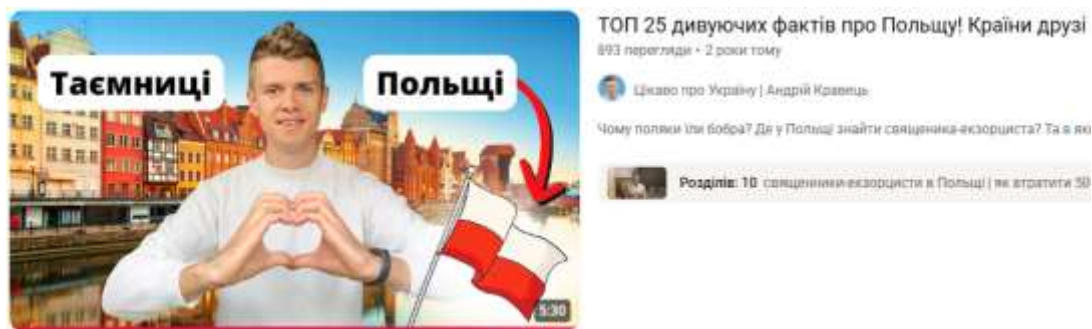 Таємниці
Польщі
5:30
ТОП 25 дивуючих фактів про Польщу! Країни друзі
893 перегляди • 2 роки тому
Цікаво про Україну | Андрій Кравець
Чому поляки їли бобра? Де у Польщі знайти священика-екзорциста? Та в як
Розділів: 10 священники-екзорцисти в Польщі | як втратити 50